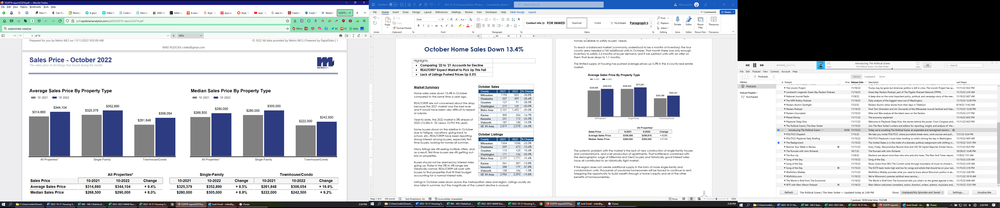 552979-report22474.pdf — Mozilla Firefox
File Edit View History Bookmarks Tools Help
pdf.rapidstatsanalytics.com/pdf/552979-report22474.pdf
waterstreet creative
3 of 10
160%
Prepared for you by Metro MLS on 11/11/2022 9:02:09 AM
© 2022 All data provided by Metro MLS | Powered by RapidStats | 1
MIKE RUZICKA | mike@gmar.com
Sales Price - October 2022
The sales price of all listings that closed during the month.
METROMLS
Average Sales Price By Property Type
10-2021 10-2022
$314,660 $344,104 $325,379 $352,890 $261,848 $306,054
All Properties* Single-Family Townhouse/Condo
Median Sales Price By Property Type
10-2021 10-2022
$268,500 $290,000 $280,000 $305,000 $222,000 $242,500
All Properties* Single-Family Townhouse/Condo
All Properties* Single-Family Townhouse/Condo
Sales Price 10-2021 10-2022 Change 10-2021 10-2022 Change 10-2021 10-2022 Change
Average Sales Price $314,660 $344,104 + 9.4% $325,379 $352,890 + 8.5% $261,848 $306,054 + 16.9%
Median Sales Price $268,500 $290,000 + 8.0% $280,000 $305,000 + 8.9% $222,000 $242,500 + 9.2%
2:26 PM
AutoSave Off
2022-10-31 Housing Statistics PR.docx - Compatibility Mode
Search (Alt+Q)
Mike Ruzicka
File Home Insert Draw Design Layout References Mailings Review View Developer Help Table Design Layout
Comments Share
Undo Paste Cut Copy Format Painter Clipboard
Arial 10 Font Paragraph
Contact Info (U FOR IMMEDI Normal Noted 1) Numbers Paragraph
Styles
Find Replace Select Editing
Dictate Voice Editor Reuse Files Thesaurus
October Home Sales Down 13.4%
Highlights
• Comparing '22 to '21 Accounts for Decline
• REALTORS® Expect Market to Pick Up This Fall
• Lack of Listings Pushed Prices Up 5.3%
Market Summary
Home sales were down 13.4% in October
compared to the same time a year ago.
REALTORS® are not concerned about the drop,
because the 2021 market was the best ever
and it would have been very difficult to repeat
or surpass.
Year-to-date, the 2022 market is 3% ahead of
2020 (13,586 in '20 versus 13,992 this year).
Some buyers stood on the sideline in October
due to fatigue, vacations, going back to
school, etc. REALTORS® have been reporting
strong interest among buyers, especially first-
time buyers, looking for homes all summer.
Many listings are still seeing multiple offers, and,
as a result, first-time buyers are still getting out-
bid on properties.
Buyers should not be alarmed by interest rates
going up. Rates in the 5% to 6% range are
historically normal. REALTORS® will work with
buyers to find properties that fit their budget
accounting for a normal interest rate.
Listings in October were down across the metropolitan area and region. Listings usually do
slow later in summer, but the magnitude of the current decline is unusual.
October Sales
County 2021 2022 % Change
Milwaukee 1198 853 -28.8%
Waukesha 557 399 -28.4%
Ozaukee 127 91 -28.3%
Washington 219 149 -32.0%
Metro Area 2,101 1,492 -29.0%
Racine 300 256 -14.7%
Kenosha 231 172 -25.5%
Walworth 187 158 -15.5%
SE WI Area 2,819 2,078 -26.3%
October Listings
County 2021 2022 % Change
Milwaukee 1354 1038 -23.3%
Waukesha 559 472 -15.6%
Ozaukee 113 125 10.6%
Washington 171 136 -20.5%
Metro Area 2,197 1,771 -19.4%
Racine 341 287 -15.8%
Kenosha 288 179 -37.8%
Walworth 158 156 -1.3%
SE WI Area 2,984 2,393 -19.8%
homes available to satisfy buyers' needs.
To reach a balanced market (commonly understood to be 6 months of inventory) the four
county area needed 6,760 additional units in October. That month there was only enough
inventory to satisfy 2.4 months of buyer demand, and if we subtract units with an offer on
them that level drops to 1.1 months.
The limited supply of housing has pushed average prices up 5.3% in the 4-county real estate
market.
Average Sales Price By Property Type
8-2021 8-2022
$338,585 $356,618 $356,620 $372,881 $254,266 $283,241
All Properties* Single-Family Townhouse/Condo
All Properties*
Sales Price 8-2021 8-2022 Change
Average Sales Price $338,585 $356,618 + 5.3%
Median Sales Price $280,000 $300,000 + 7.1%
The systemic problem with the market is the lack of new construction of single-family houses
and condominiums, and over production of apartments. That bottleneck combined with
the demographic surge of Millennial and GenZ buyers and historically good interest rates
have all contributed to an historically tight market.
If the region does not create additional supply in the form of more single-family and
condominium units, thousands of would-be homeowners will be forced to continue to rent,
foregoing the opportunity to build wealth through a home's equity and all of the other
benefits of homeownership.
Page 1 of 8 850 words Text Predictions: On Accessibility: Unavailable Focus 100%
2:26 PM
Introducing The Political Scene
The Political Scene | The New Yorker
11:51 -5:05
Search
File Edit Podcast View Controls Account Help
Podcasts Library Unplayed Store
Library
Podcasts
Podcast Playlists
Purchased
Podcast Time Release Date Description Last Played
The Lincoln Project 11/10/22 Trump may be gone but American politics is still in crisis. The Lincoln Project has sp... 11/11/22 9:22 PM
Lombardi's Legends: Green Bay Packers Podcast 11/14/22 Green Bay Packers Podcast, part of The Pigskin Podcast Network (TPPN) 11/15/22 2:35 AM
National Journal Radio 11/9/22 A deep dive on the most important policy, political, and campaign story of the wee... 11/10/22 8:07 AM
The NPR Politics Podcast 11/14/22 Daily analysis of the biggest news out of Washington. 11/15/22 12:30 PM
Packers Alumni Spotlight 7/22/22 Packers Alumni relive stories from their days in Titletown 9/14/22 11:42 AM
Packers Podcast 11/14/22 Host Tom Silverstein and Jim Owczarski of the Milwaukee Journal Sentinel and http:... 11/15/22 12:38 PM
Packers Unscripted 11/15/22 Mike and Wes analyze all the latest news on the Packers 11/15/22 2:17 PM
Planet Money 11/11/22 The economy explained. 11/14/22 8:52 PM
Playbook Deep Dive 11/11/22 Welcome to Playbook Deep Dive, the stories behind the power. From Congress and... 11/11/22 9:23 PM
The Political Scene | The New Yorker 11/15/22 Join The New Yorker's writers and editors for reporting, insight, and analysis of the...
Introducing The Political Scene 16:56 11/15/22 Today we're unveiling The Political Scene, an expanded and reimagined version...
POLITICO Dispatch 7/15/22 We take you inside POLITICO, where journalists break news, work sources and pull... 7/21/22 4:24 PM
POLITICO Playbook Daily Briefing 11/15/22 POLITICO Playbook's must-listen briefing on what's driving the day in Washington. 11/15/22 9:05 AM
The Realignment 11/15/22 The United States is in the midst of a dramatic political realignment with shifting vi... 11/15/22 12:31 PM
Rewind: Your Week in Review 11/11/22 Every Friday, WisconsinEye Rewind Host and CBS 58 Capitol Reporter Emilee Fanno... 11/11/22 9:23 PM
The Runcast with John Richards 10/7/22 The Runcast with John Richards 10/29/22 12:40 PM
The Run-Up 11/9/22 Elections are about more than who wins and who loses. The New York Times report... 11/9/22 7:51 AM
Song of the Day 11/15/22 Song of the Day 11/15/22 2:35 AM
Song of the Day 11/15/22 Music lovers from 89.3 The Current comb through mountains of music to choose t... 11/15/22 2:35 AM
Song of the Day 11/15/22 The KUTX team looks high and low for songs and artists that should be on your rad... 11/15/22 2:16 PM
WisPolitics Midday 11/11/22 WisPolitics Midday provides what you need to know about Wisconsin politics in ab... 11/11/22 3:36 PM
WisPolitics.com 11/10/22 We're Wisconsin's premier political news service,... 11/11/22 10:10 AM
The World in Brief from The Economist 11/14/22 The World in Brief from The Economist tells you what's on the global agenda in the... 11/15/22 8:48 AM
WTF with Marc Maron Podcast 11/14/22 Marc Maron welcomes comedians, actors, directors, writers, authors, musicians and... 11/15/22 12:31 PM
Refresh The Political Scene | The New Yorker — Updated today at 2:09 PM Show: Unplayed/My Episodes and Saved Settings... Unsubscribe
1 podcast, 16:56 total time, 15.6 MB
2:26 PM